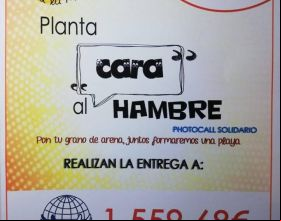 Planta
"cara"
al HAMBRE
PHOTOCALL SOLIDARIO
Pon tu grano de arena, juntos formaremos una playa
REALIZAN LA ENTREGA A: